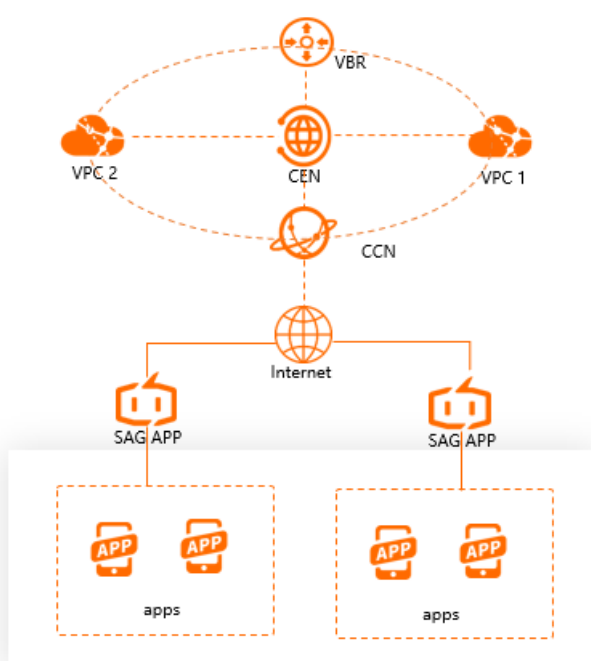 VBR
VPC 2
CEN
VPC 1
CCN
Internet
SAG APP
SAG APP
APP
APP
APP
APP
apps
apps